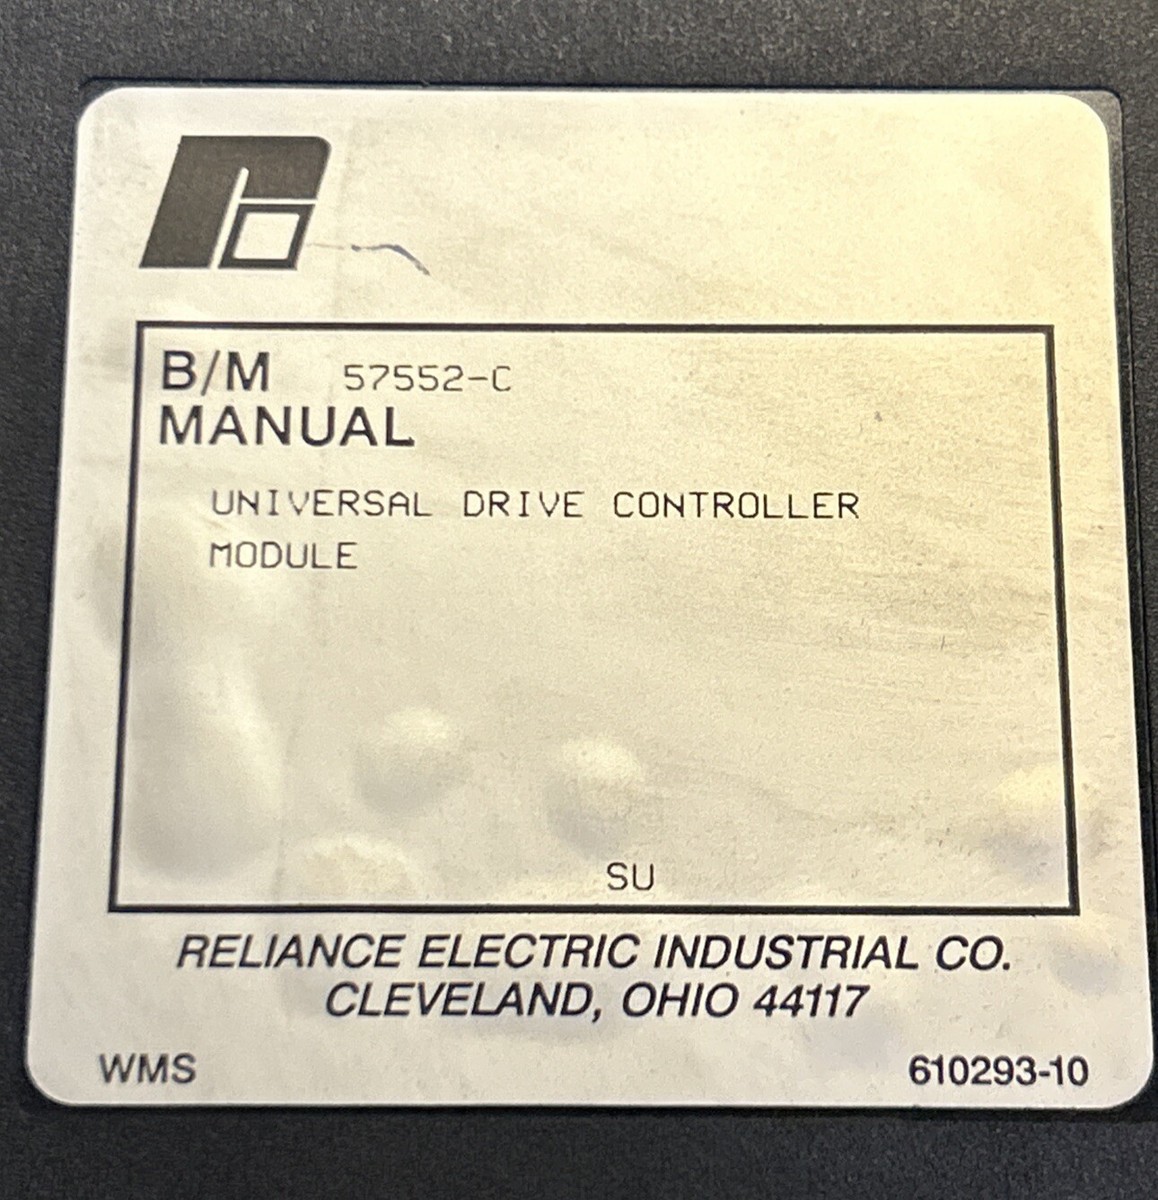 B/M 57552-C
MANUAL
UNIVERSAL DRIVE CONTROLLER
MODULE
SU
RELIANCE ELECTRIC INDUSTRIAL CO.
CLEVELAND, OHIO 44117
WMS 610293-10